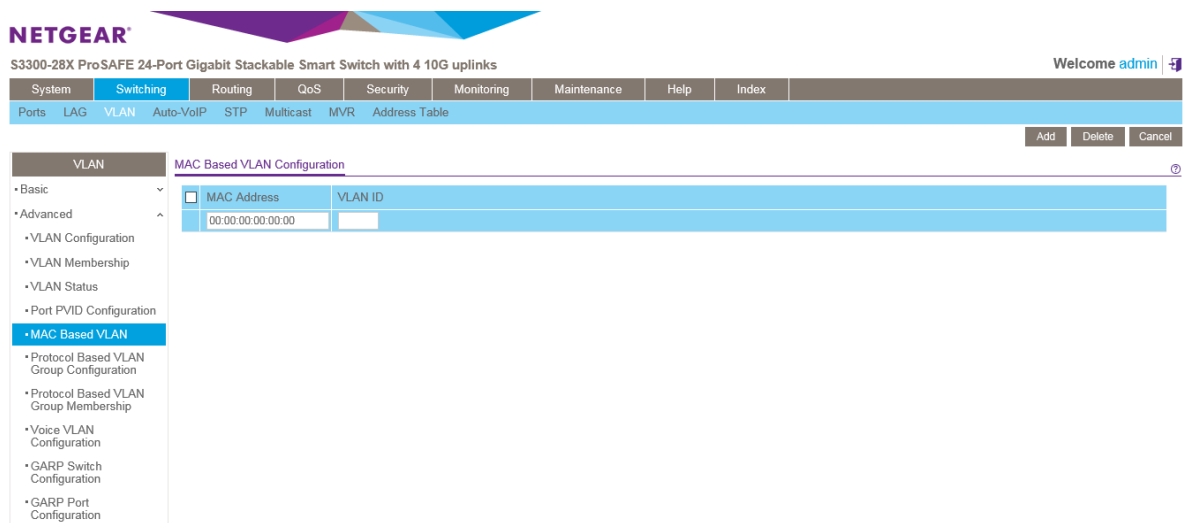 NETGEAR®
S3300-28X ProSAFE 24-Port Gigabit Stackable Smart Switch with 4 10G uplinks
Welcome admin
System Switching Routing QoS Security Monitoring Maintenance Help Index
Ports LAG VLAN Auto-VoIP STP Multicast MVR Address Table
Add Delete Cancel
VLAN
• Basic
• Advanced
• VLAN Configuration
• VLAN Membership
• VLAN Status
• Port PVID Configuration
• MAC Based VLAN
• Protocol Based VLAN
Group Configuration
• Protocol Based VLAN
Group Membership
• Voice VLAN
Configuration
• GARP Switch
Configuration
• GARP Port
Configuration
MAC Based VLAN Configuration
?
MAC Address VLAN ID
00:00:00:00:00:00